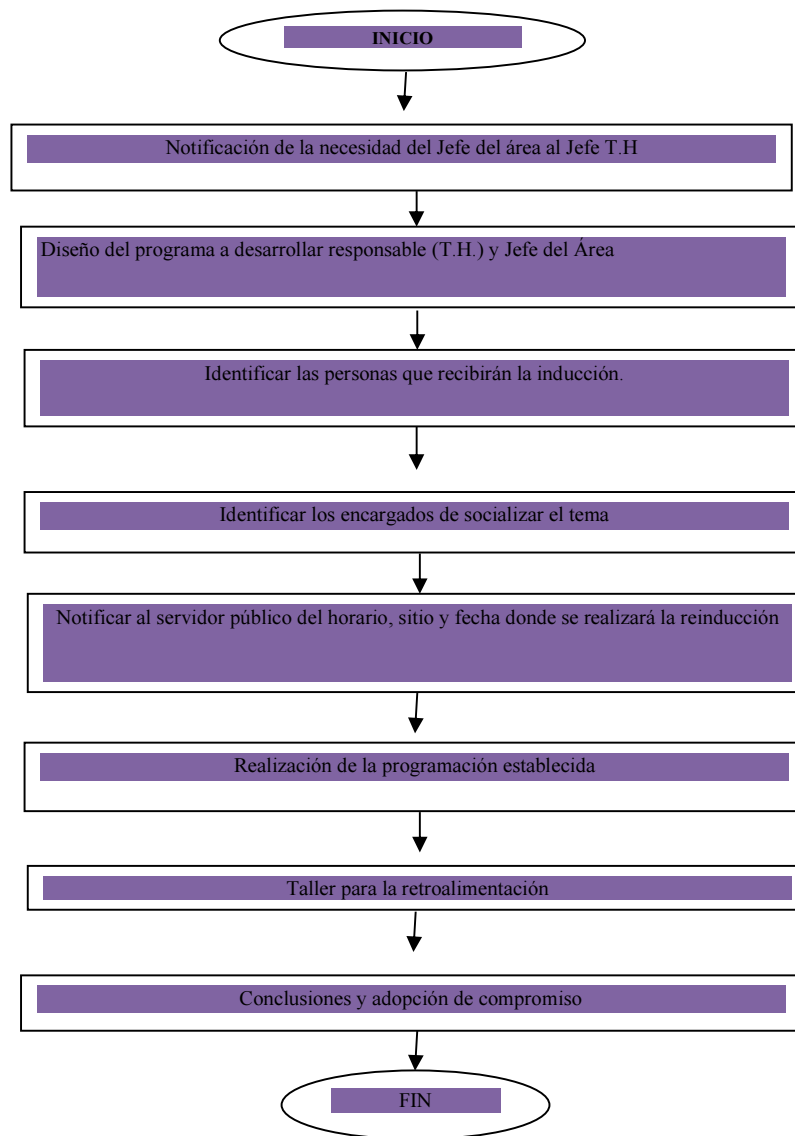 INICIO
Notificación de la necesidad del Jefe del área al Jefe T.H
Diseño del programa a desarrollar responsable (T.H.) y Jefe del Área
Identificar las personas que recibirán la inducción.
Identificar los encargados de socializar el tema
Notificar al servidor público del horario, sitio y fecha donde se realizará la reinducción
Realización de la programación establecida
Taller para la retroalimentación
Conclusiones y adopción de compromiso
FIN